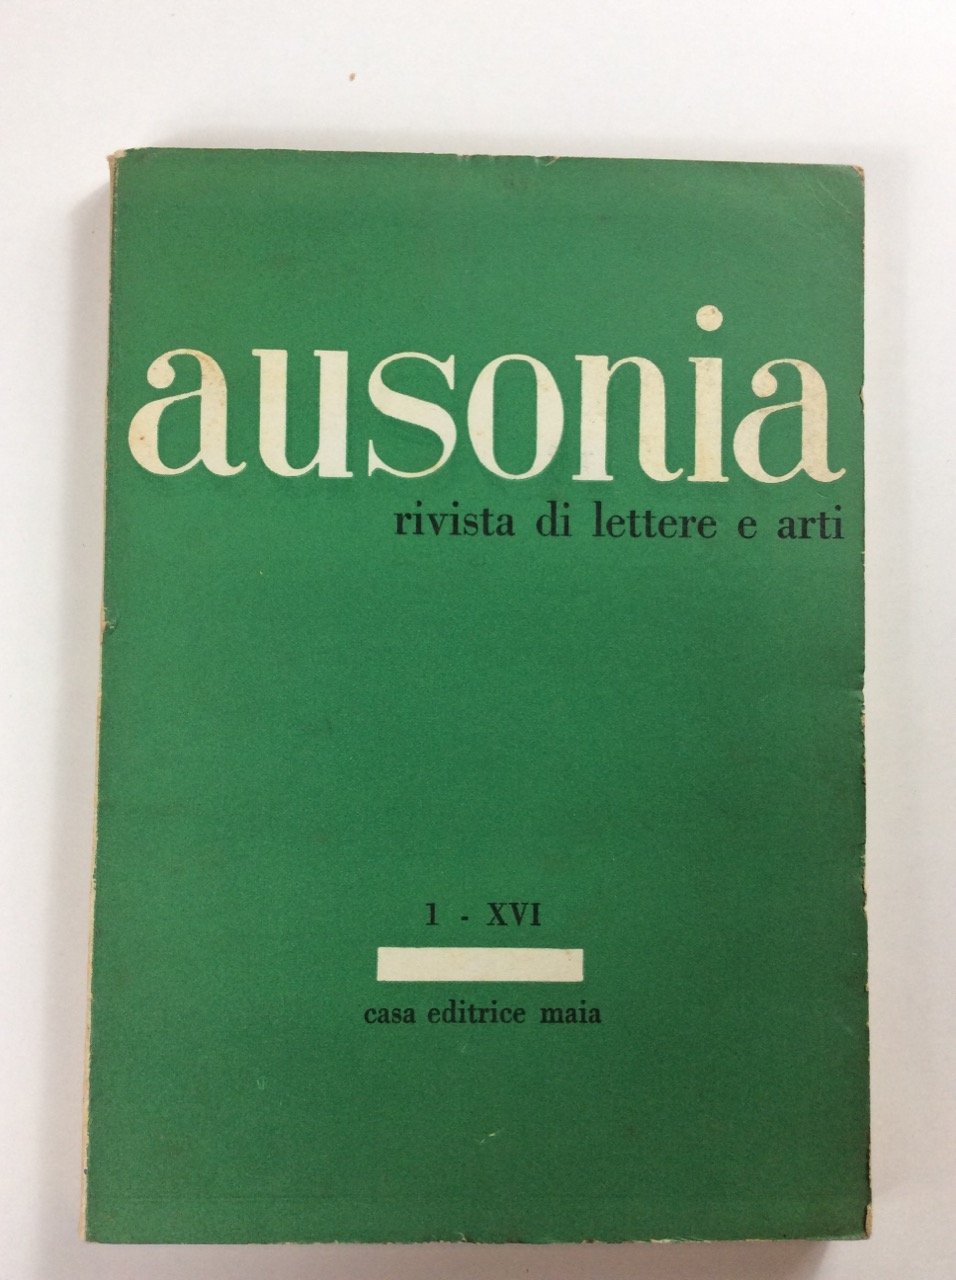 ausonia
rivista di lettere e arti
1 - XVI
casa editrice maia